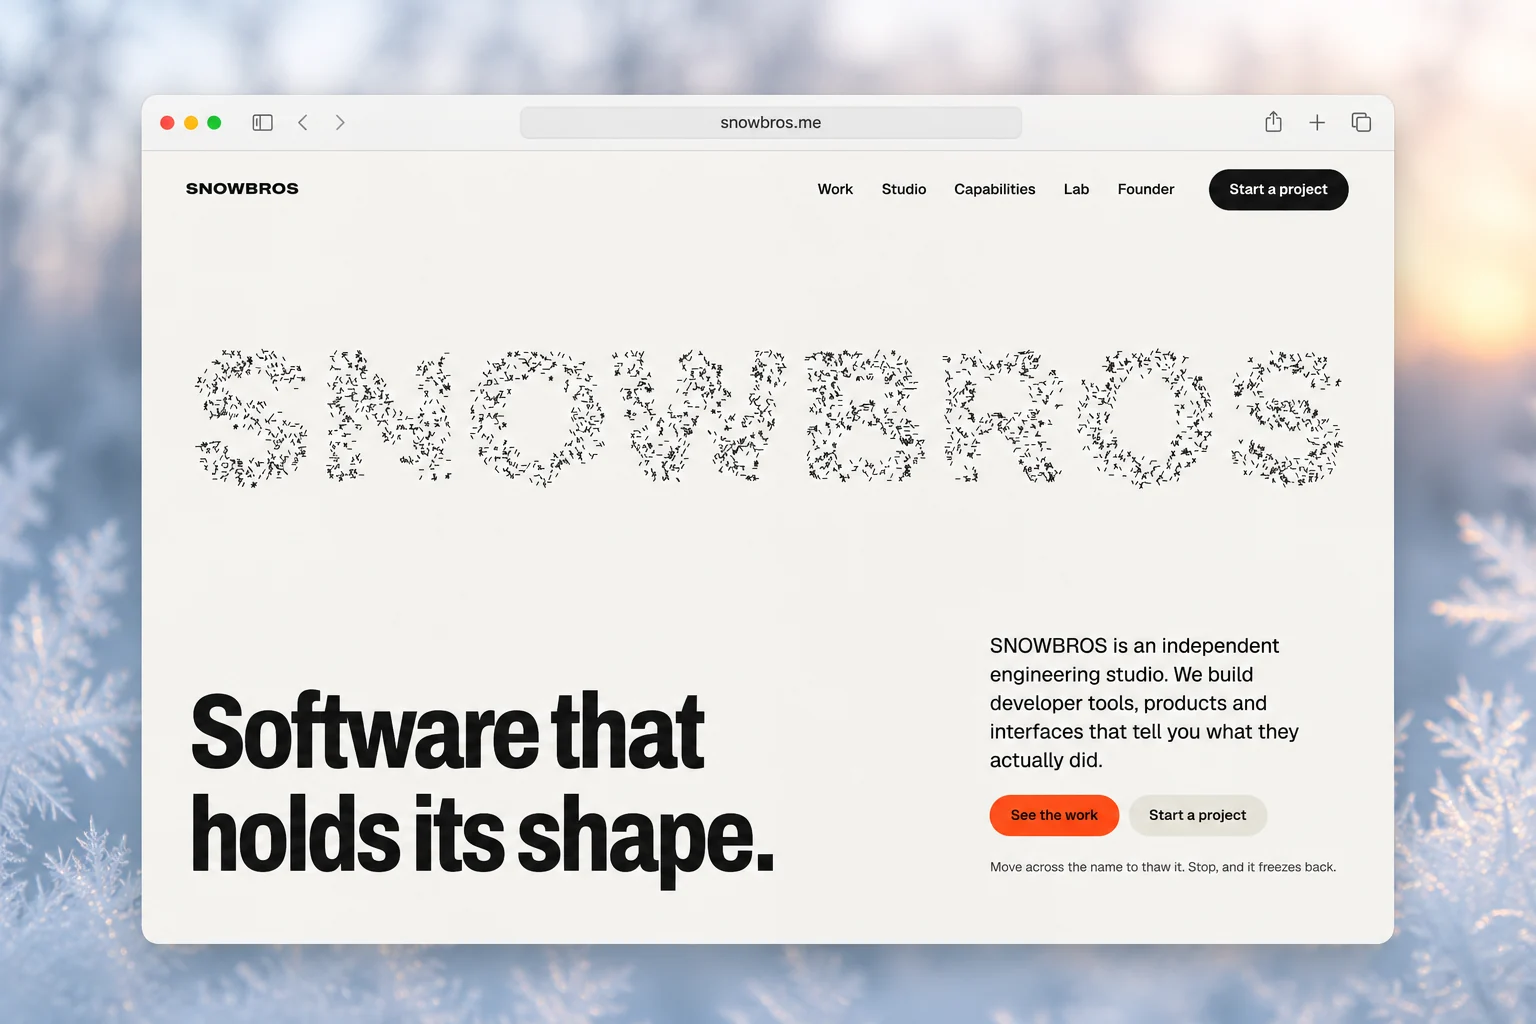 snowbros.me
SNOWBROS
Work
Studio
Capabilities
Lab
Founder
Start a project
SNOWBROS
Software that
holds its shape.
SNOWBROS is an independent
engineering studio. We build
developer tools, products and
interfaces that tell you what they
actually did.
See the work
Start a project
Move across the name to thaw it. Stop, and it freezes back.